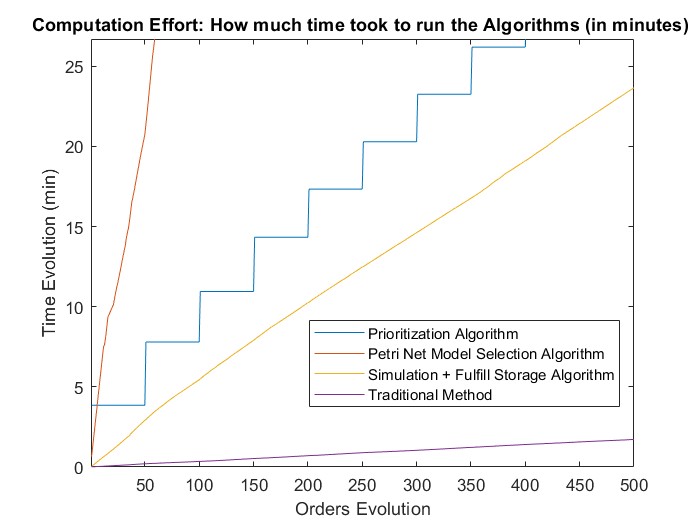 Computation Effort: How much time took to run the Algorithms (in minutes)
25
20
15
10
5
0
Time Evolution (min)
Prioritization Algorithm
Petri Net Model Selection Algorithm
Simulation + Fulfill Storage Algorithm
Traditional Method
50 100 150 200 250 300 350 400 450 500
Orders Evolution